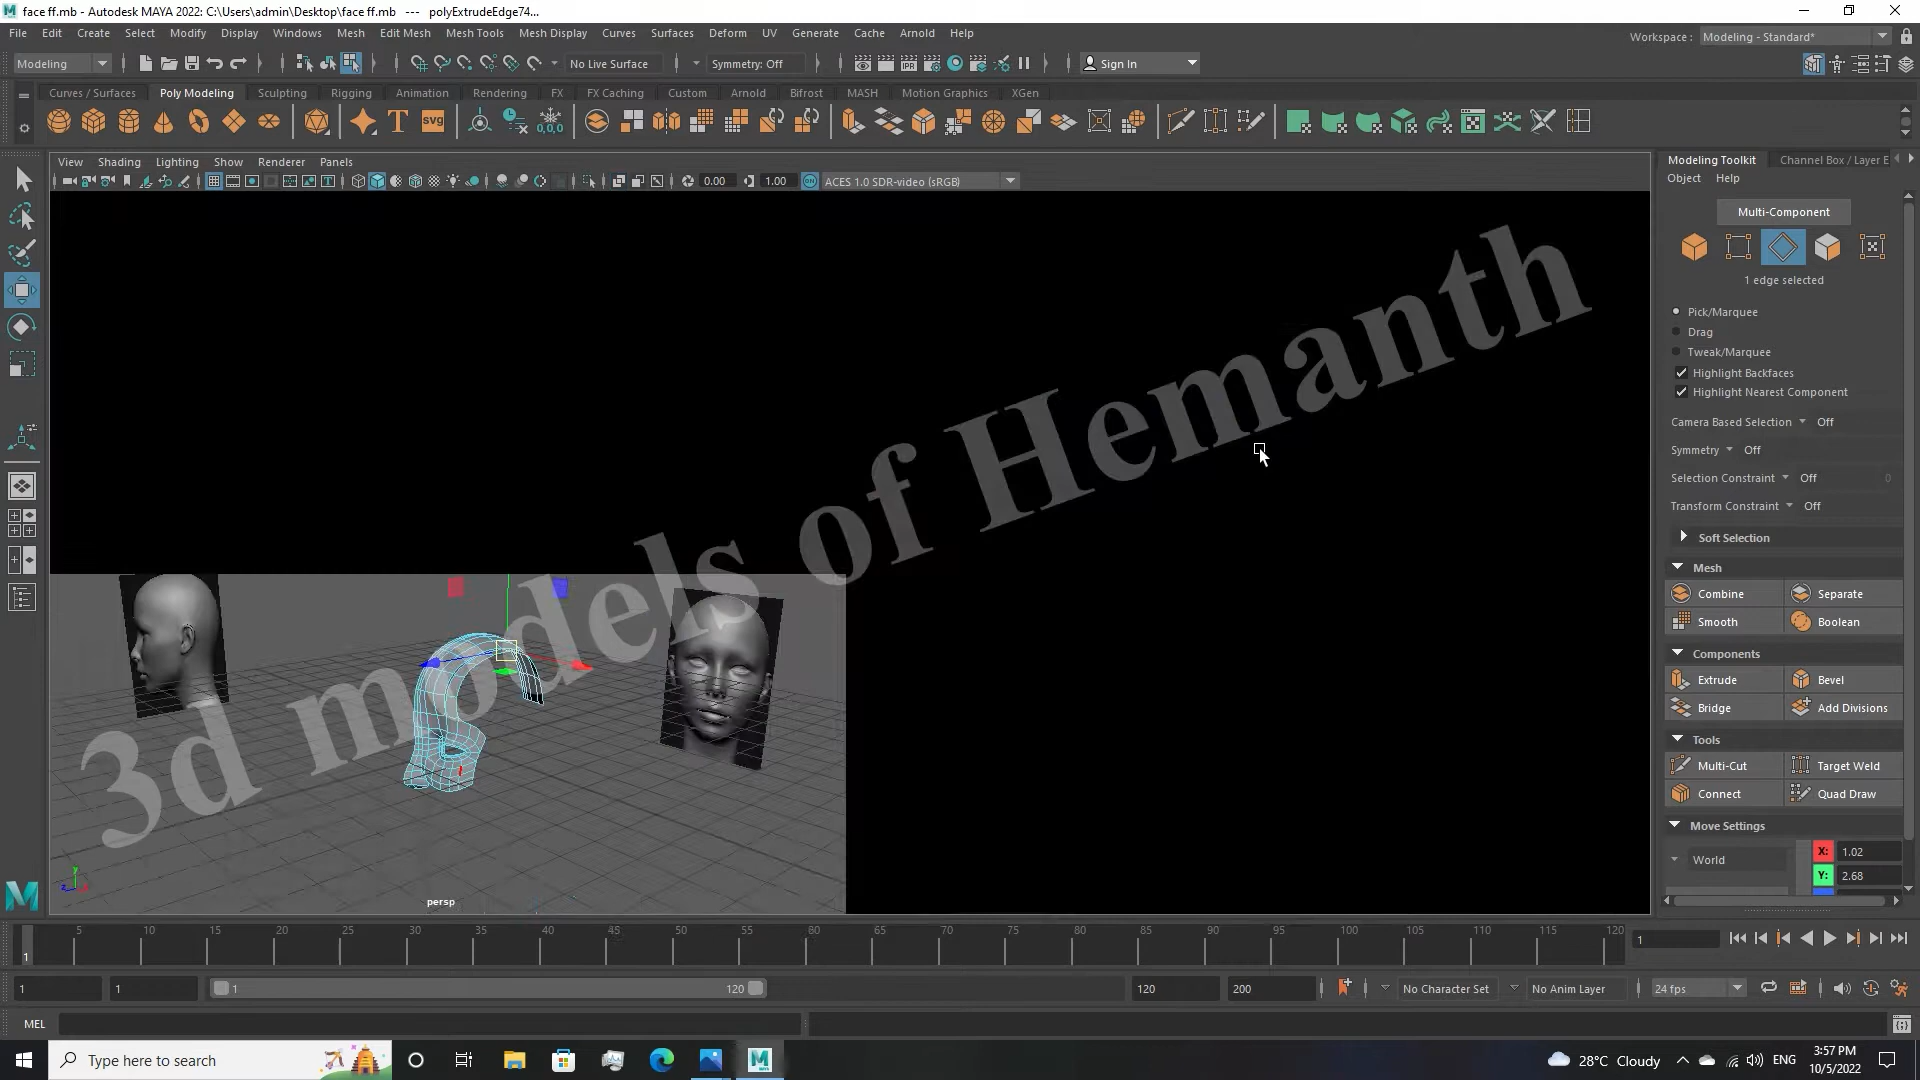 face ff.mb - Autodesk MAYA 2022: C:\Users\admin\Desktop\face ff.mb   ---   polyExtrudeEdge74...
File Edit Create Select Modify Display Windows Mesh Edit Mesh Mesh Tools Mesh Display Curves Surfaces Deform UV Generate Cache Arnold Help
Workspace : Modeling - Standard*
Modeling No Live Surface Symmetry: Off Sign In
Curves / Surfaces Poly Modeling Sculpting Rigging Animation Rendering FX FX Caching Custom Arnold Bifrost MASH Motion Graphics XGen
T svg 0,0,0
View Shading Lighting Show Renderer Panels
0.00 1.00 ACES 1.0 SDR-video (sRGB)
Modeling Toolkit Channel Box / Layer E
Object Help
Multi-Component
1 edge selected
Pick/Marquee
Drag
Tweak/Marquee
Highlight Backfaces
Highlight Nearest Component
Camera Based Selection Off
Symmetry Off
Selection Constraint Off 0
Transform Constraint Off
Soft Selection
Mesh
Combine Separate
Smooth Boolean
Components
Extrude Bevel
Bridge Add Divisions
Tools
Multi-Cut Target Weld
Connect Quad Draw
Move Settings
World X: 1.02
Y: 2.68
3d models of Hemanth
persp
5 10 15 20 25 30 35 40 45 50 55 60 65 70 75 80 85 90 95 100 105 110 115 120
1
1
1 1 1 120 120 200 No Character Set No Anim Layer 24 fps
MEL
Type here to search
28°C Cloudy ENG 3:57 PM
10/5/2022